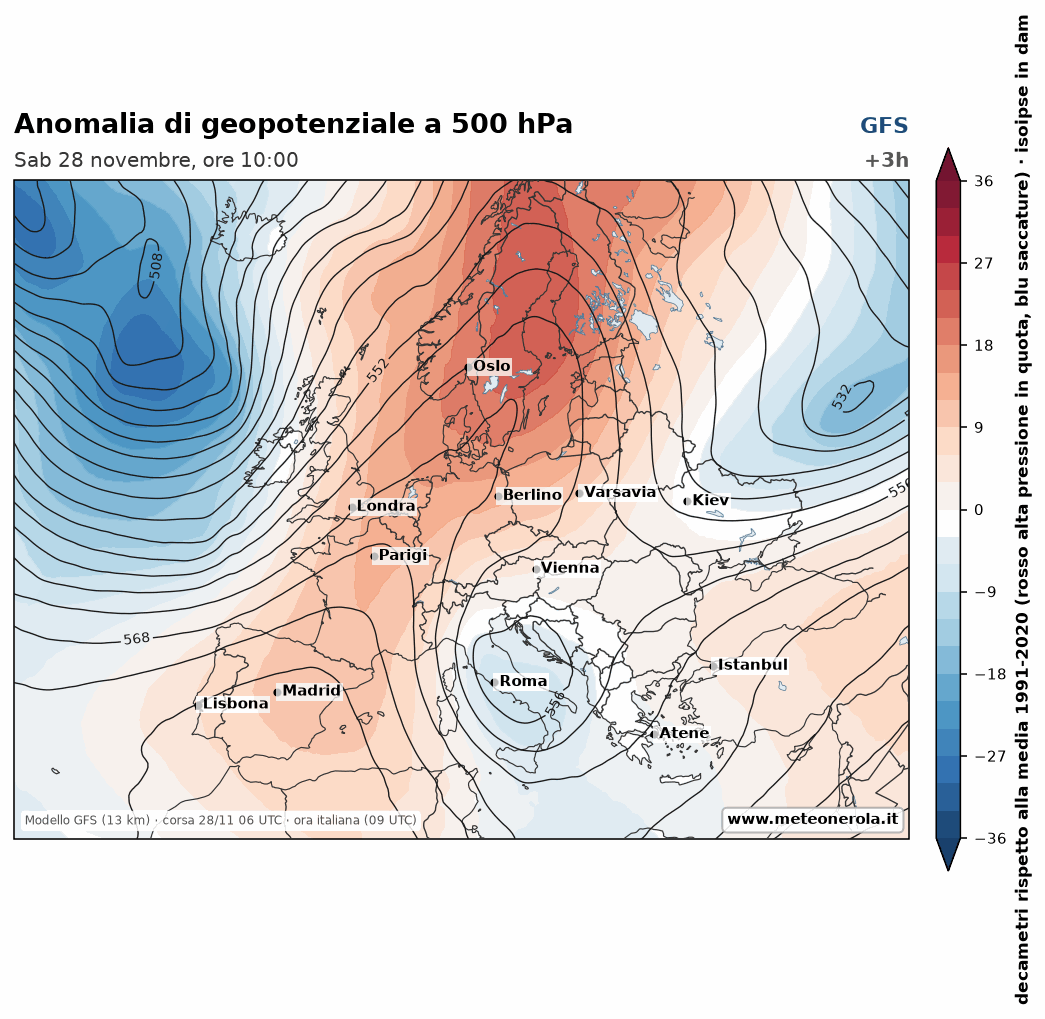 Anomalia di geopotenziale a 500 hPa
GFS
Sab 28 novembre, ore 10:00
+3h
508
552
532
556
568
556
Oslo
Londra
Berlino
Varsavia
Kiev
Parigi
Vienna
Roma
Istanbul
Madrid
Lisbona
Atene
Modello GFS (13 km) · corsa 28/11 06 UTC · ora italiana (09 UTC)
www.meteonerola.it
36
27
18
9
0
−9
−18
−27
−36
decametri rispetto alla media 1991-2020 (rosso alta pressione in quota, blu saccature) · isoipse in dam